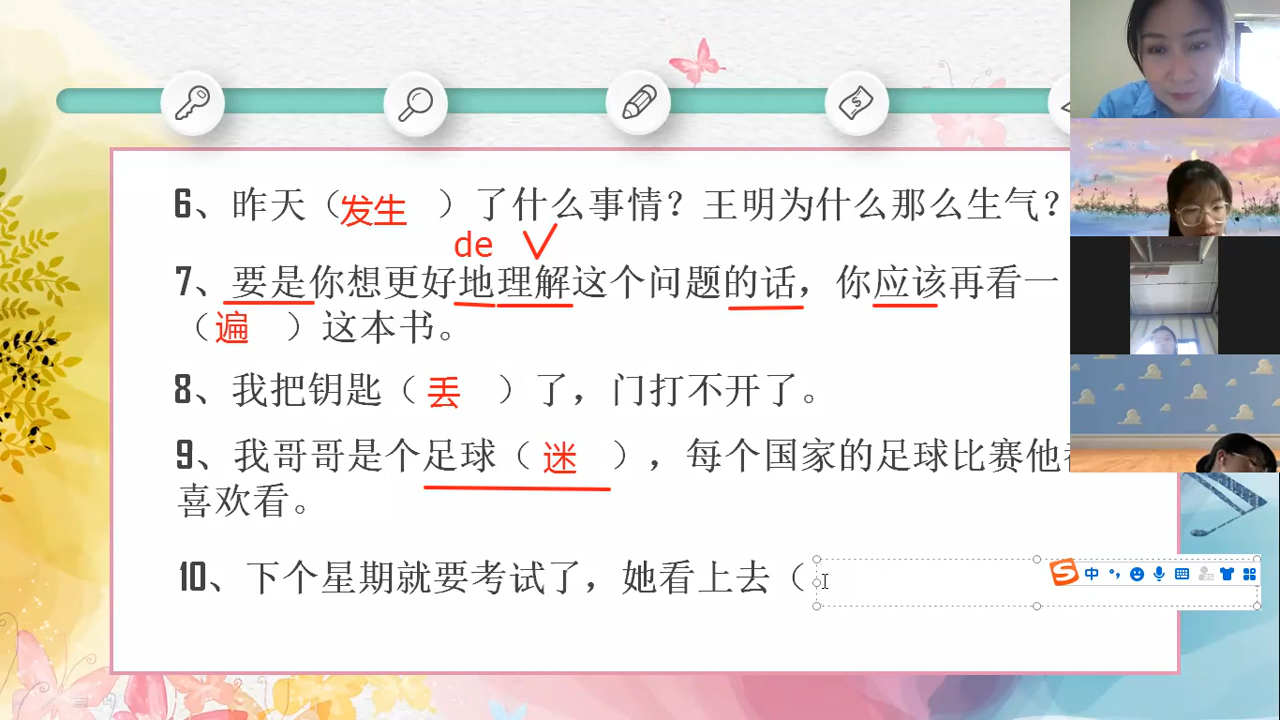 6、昨天（发生 ）了什么事情？王明为什么那么生气？
de
7、要是你想更好地理解这个问题的话，你应该再看一
（遍 ）这本书。
8、我把钥匙（丢 ）了，门打不开了。
9、我哥哥是个足球（迷 ），每个国家的足球比赛他
喜欢看。
10、下个星期就要考试了，她看上去（
中